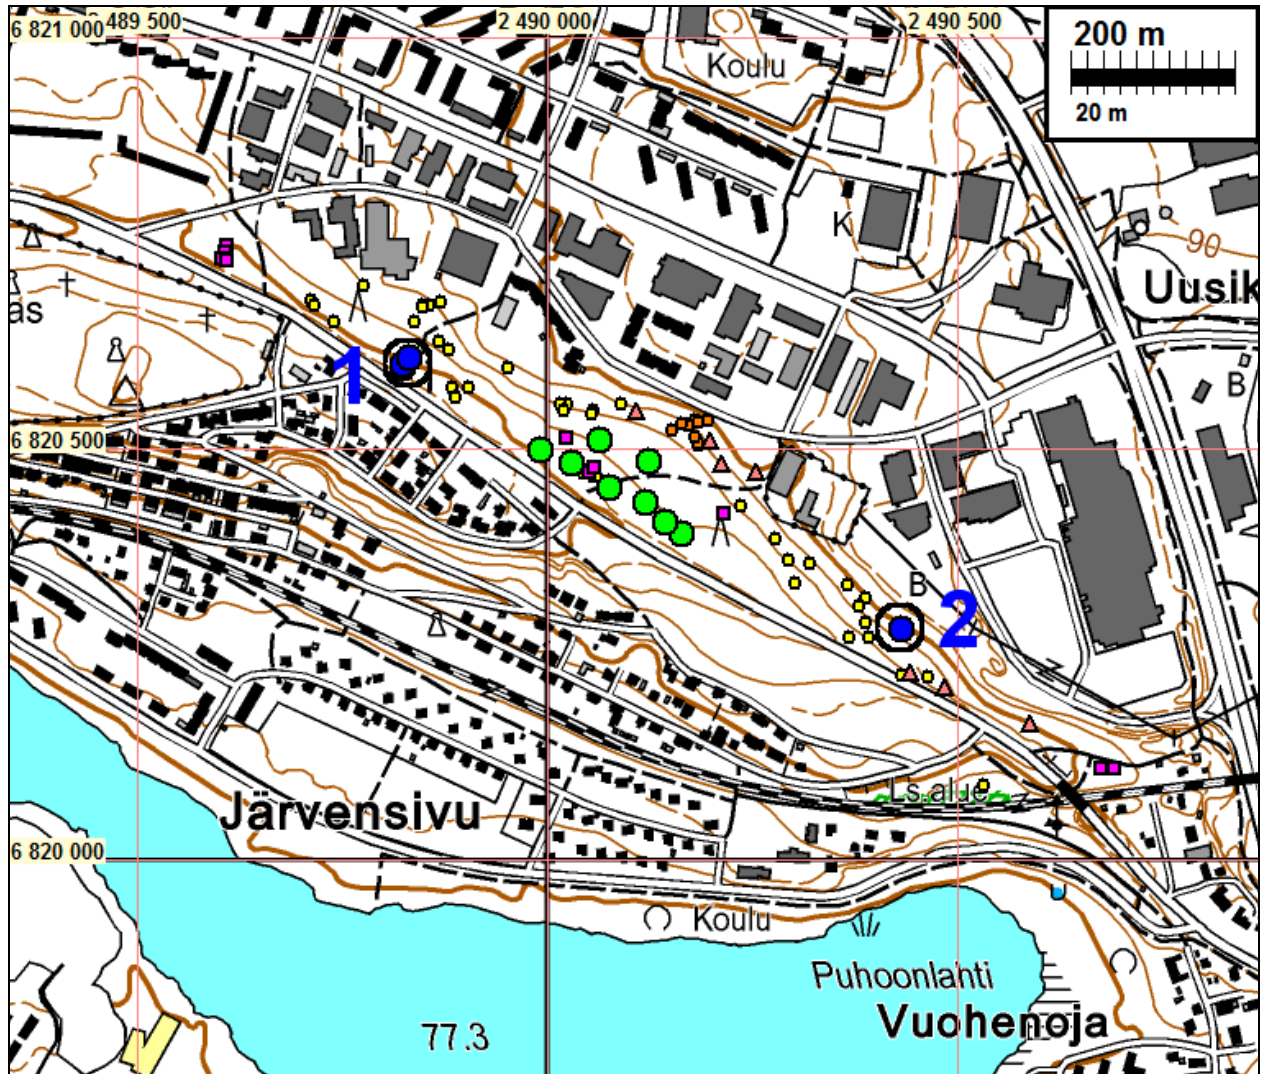 489 500
2 490 000
2 490 500
6 821 000
200 m
20 m
Koulu
K
90
Uusik
as
1
B
6 820 500
B
2
Ls.alue
Järvensivu
6 820 000
Koulu
Puhoonlahti
Vuohenoja
77.3